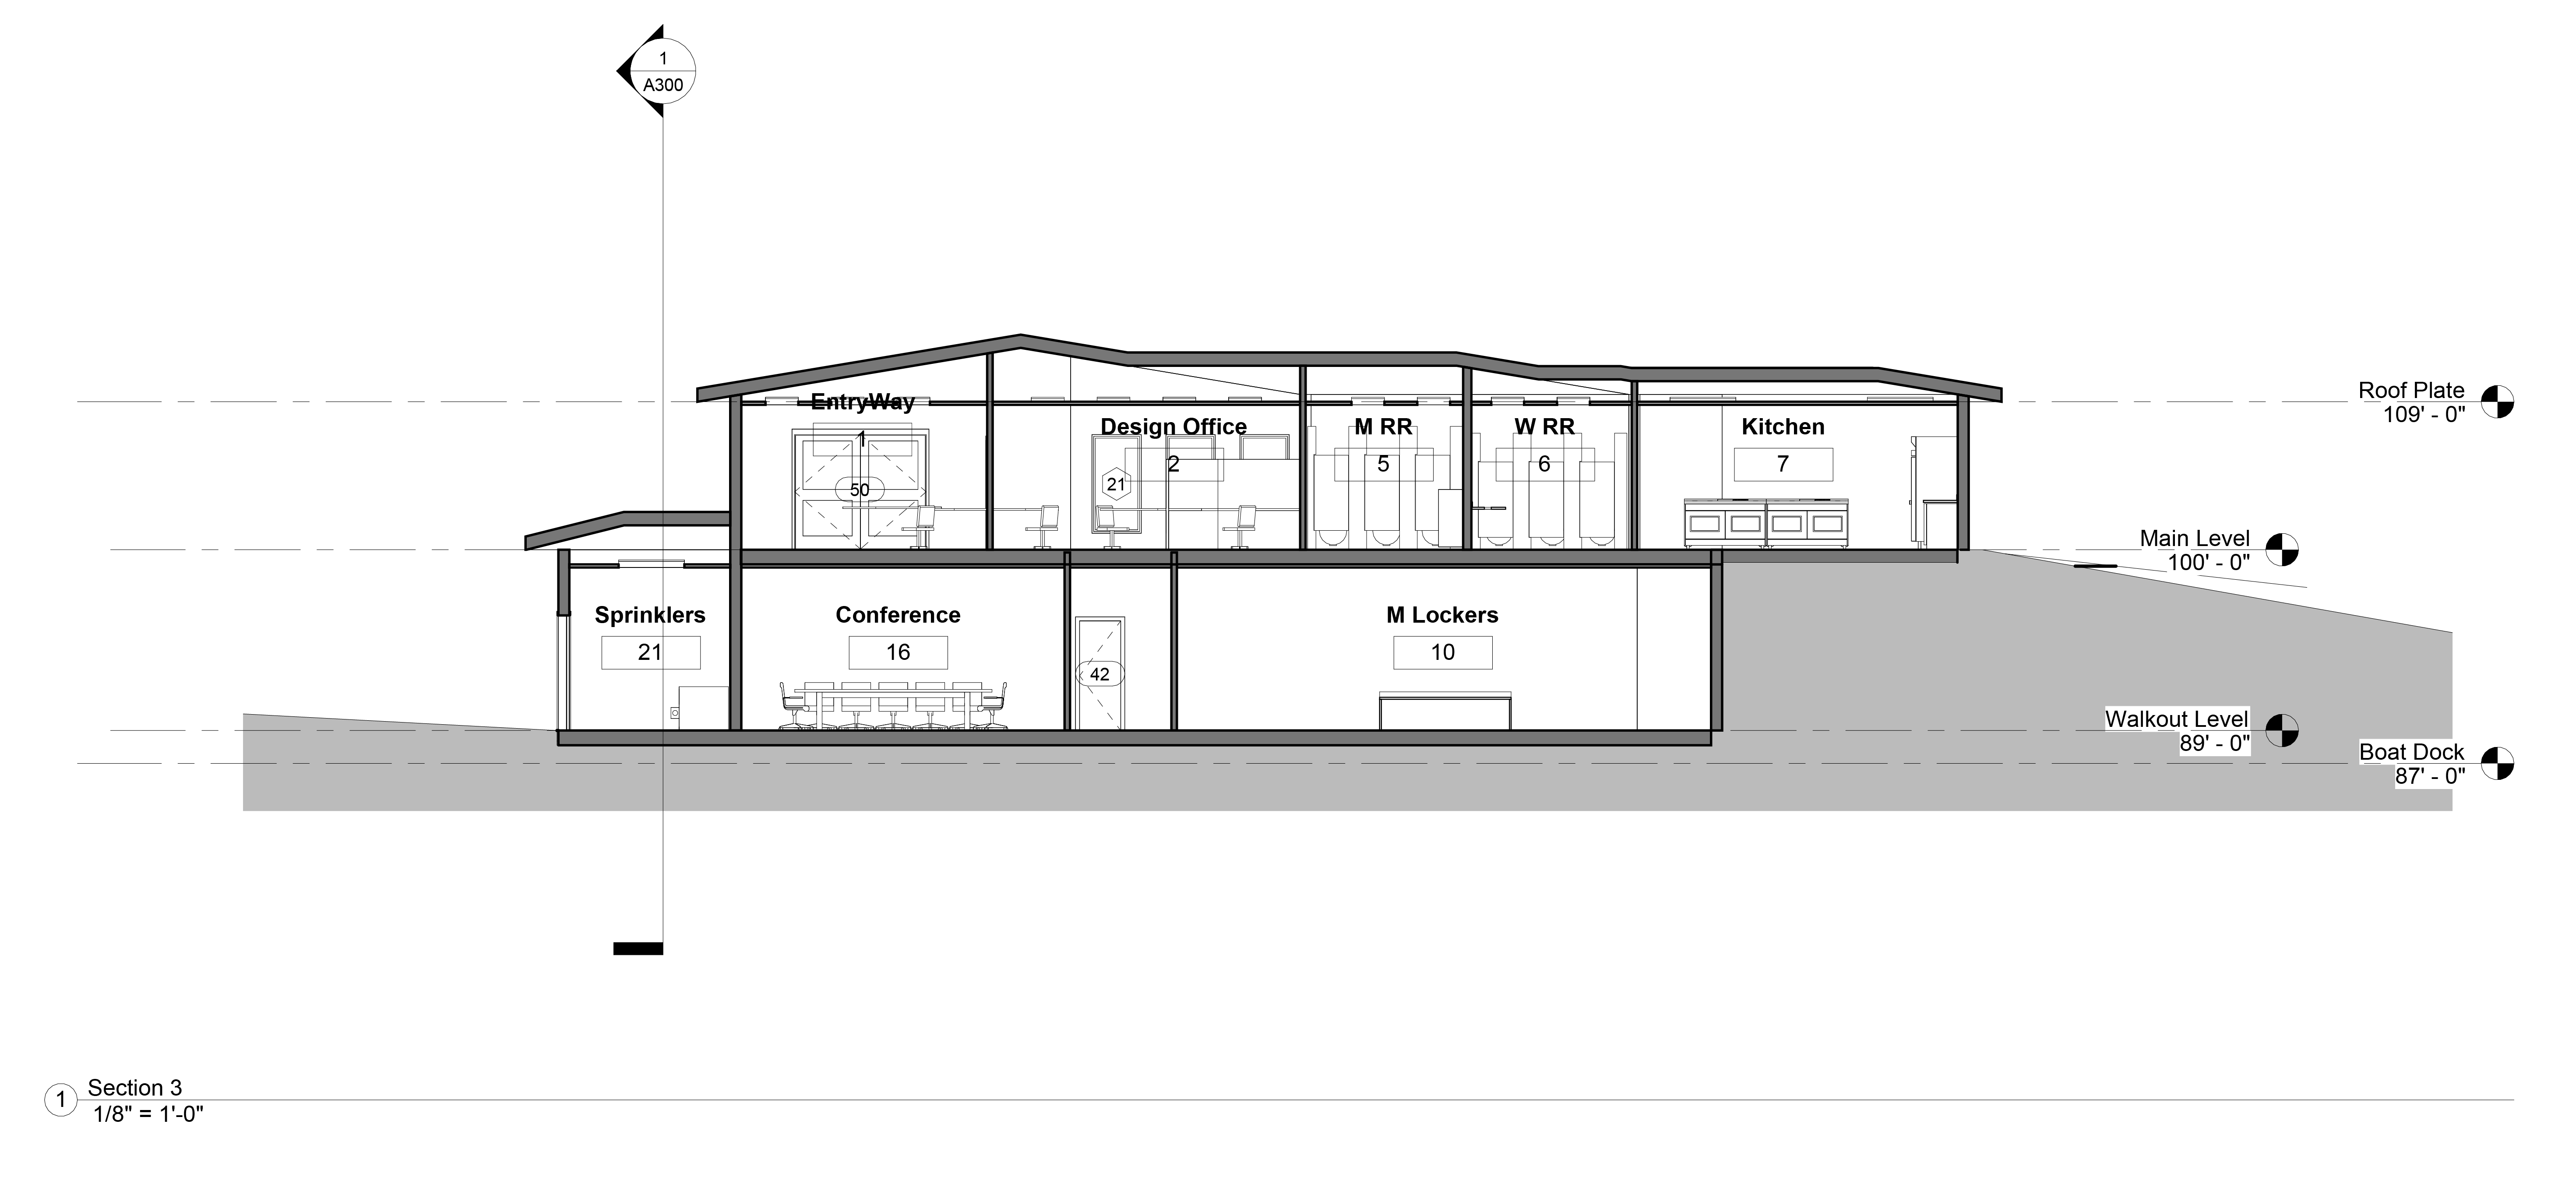 1
A300
Roof Plate
109' - 0"
EntryWay
1
Design Office
2
M RR
5
W RR
6
Kitchen
7
50
21
Main Level
100' - 0"
Sprinklers
21
Conference
16
M Lockers
10
42
Walkout Level
89' - 0"
Boat Dock
87' - 0"
1
Section 3
1/8" = 1'-0"